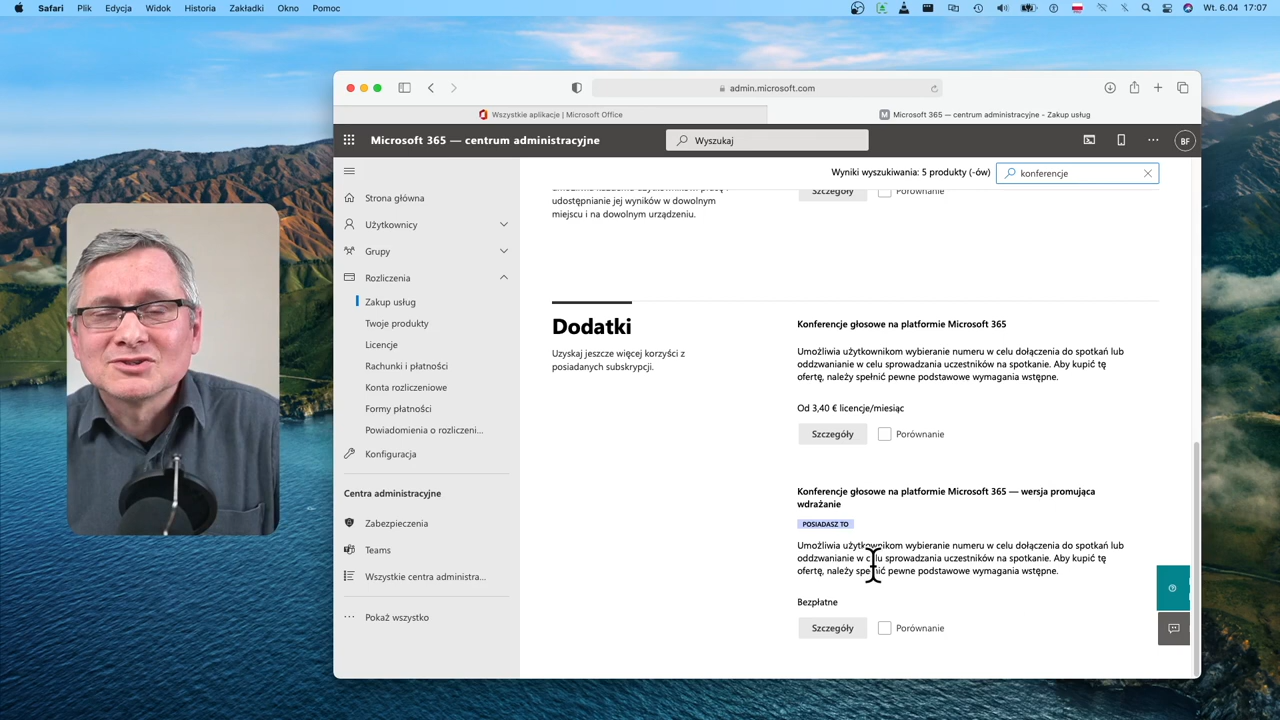 Safari Plik Edycja Widok Historia Zakładki Okno Pomoc
Wt. 6.04 17:07
admin.microsoft.com
Wszystkie aplikacje | Microsoft Office
M Microsoft 365 — centrum administracyjne - Zakup usług
Microsoft 365 — centrum administracyjne
Wyszukaj
BF
Strona główna
Użytkownicy
Grupy
Rozliczenia
Zakup usług
Twoje produkty
Licencje
Rachunki i płatności
Konta rozliczeniowe
Formy płatności
Powiadomienia o rozliczeni...
Konfiguracja
Centra administracyjne
Zabezpieczenia
Teams
Wszystkie centra administra...
Pokaż wszystko
Wyniki wyszukiwania: 5 produkty (-ów)
konferencje
udostępnianie jej wyników w dowolnym
miejscu i na dowolnym urządzeniu.
Szczegóły
Porównanie
Dodatki
Uzyskaj jeszcze więcej korzyści z
posiadanych subskrypcji.
Konferencje głosowe na platformie Microsoft 365
Umożliwia użytkownikom wybieranie numeru w celu dołączenia do spotkań lub
oddzwanianie w celu sprowadzania uczestników na spotkanie. Aby kupić tę
ofertę, należy spełnić pewne podstawowe wymagania wstępne.
Od 3,40 € licencje/miesiąc
Szczegóły
Porównanie
Konferencje głosowe na platformie Microsoft 365 — wersja promująca
wdrażanie
POSIADASZ TO
Umożliwia użytkownikom wybieranie numeru w celu dołączenia do spotkań lub
oddzwanianie w celu sprowadzania uczestników na spotkanie. Aby kupić tę
ofertę, należy spełnić pewne podstawowe wymagania wstępne.
Bezpłatne
Szczegóły
Porównanie